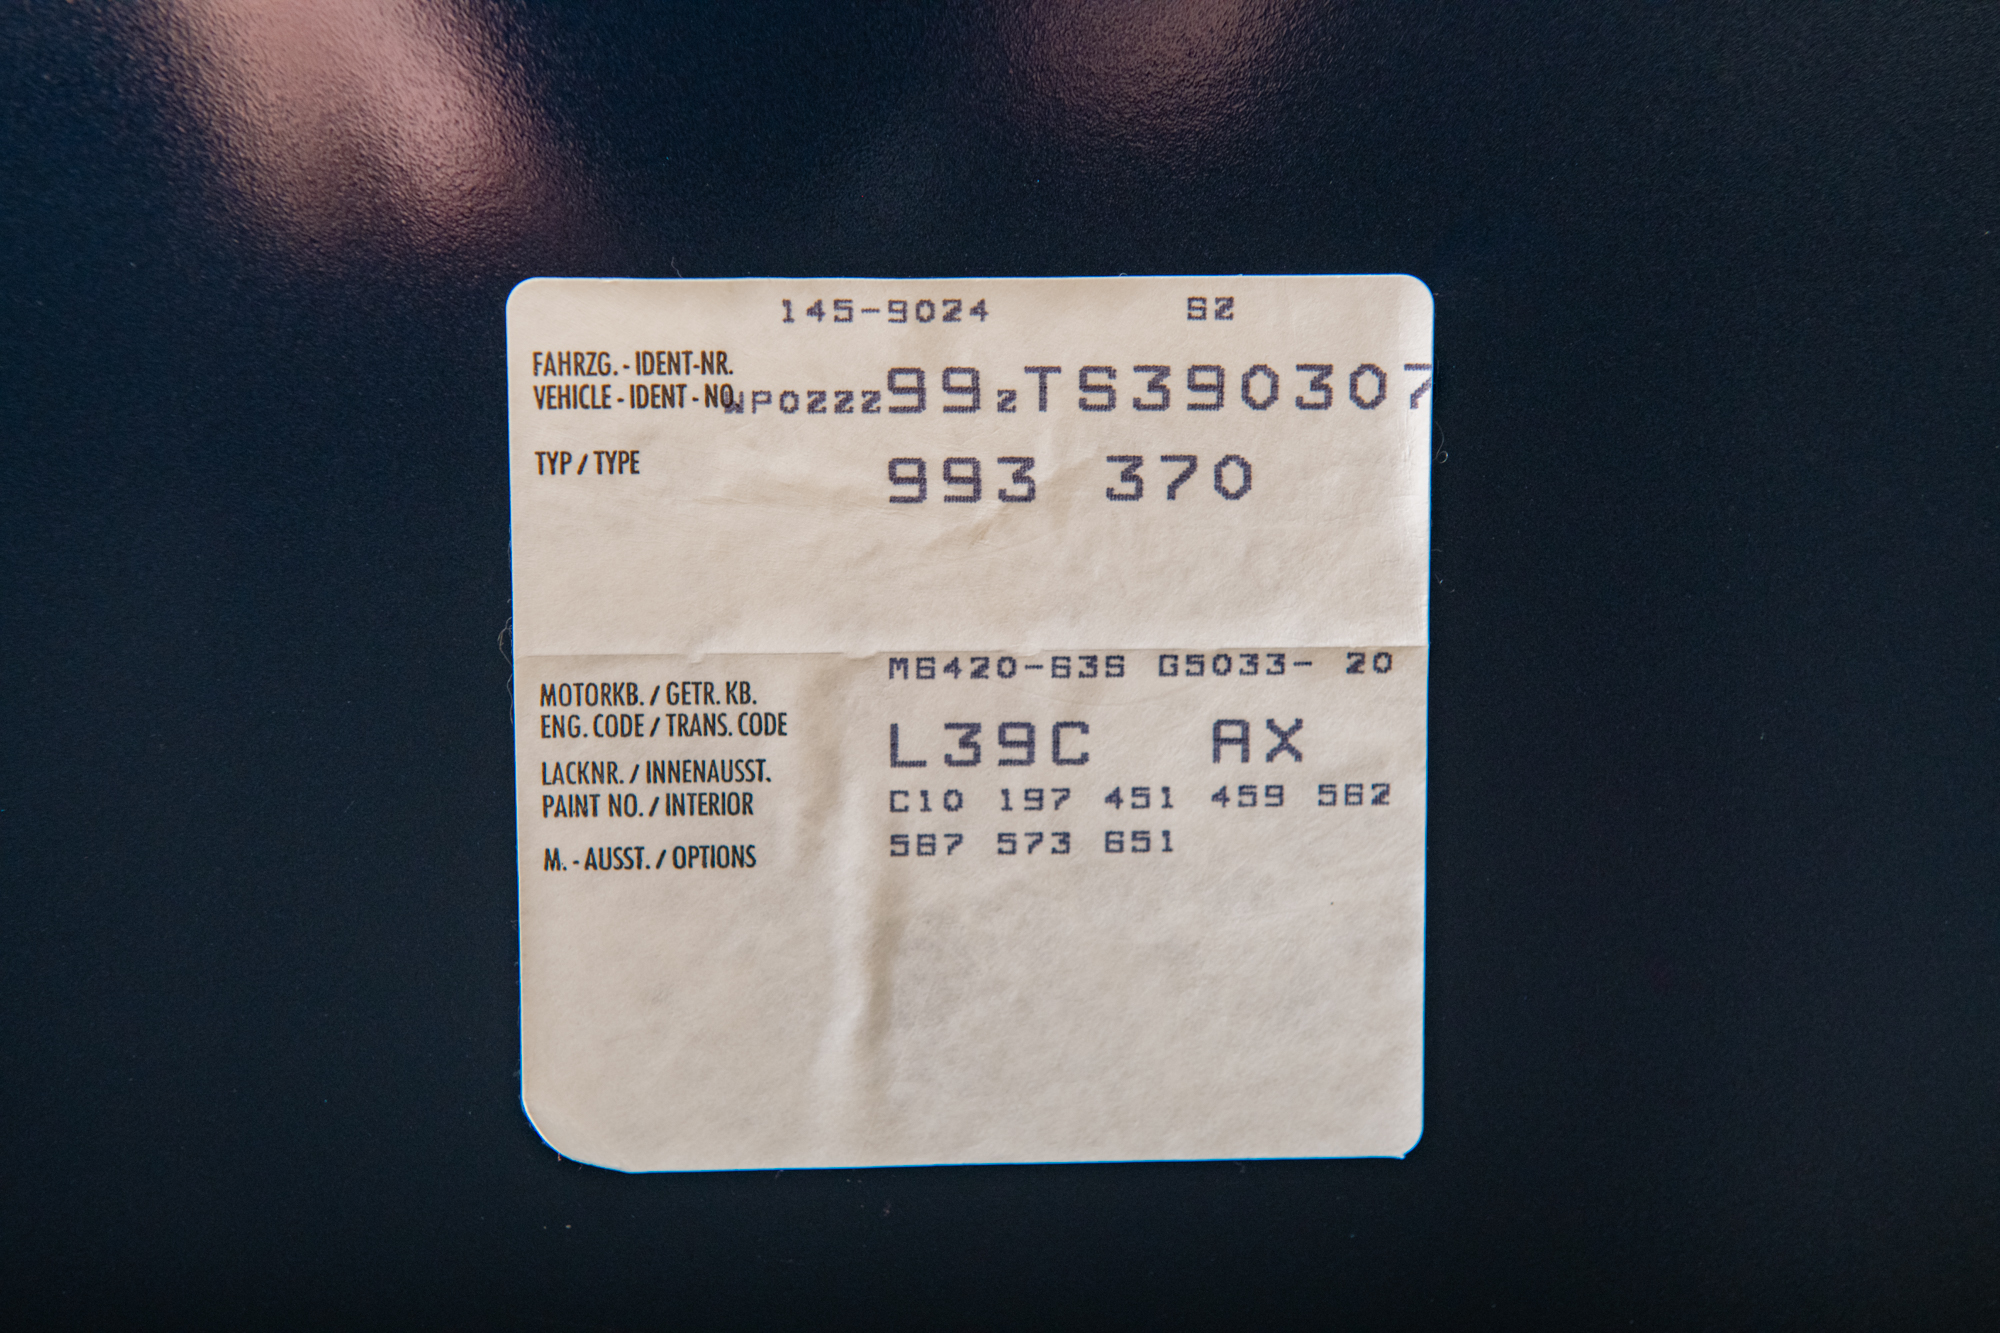 145-9024 SZ
FAHRZG. - IDENT-NR.
VEHICLE - IDENT - NO. WP0ZZZ99ZTS390307
TYP / TYPE 993 370
M6420-63S G5033- 20
MOTORKB. / GETR. KB.
ENG. CODE / TRANS. CODE
L39C AX
LACKNR. / INNENAUSST.
PAINT NO. / INTERIOR
C10 197 451 459 562
567 573 651
M. - AUSST. / OPTIONS